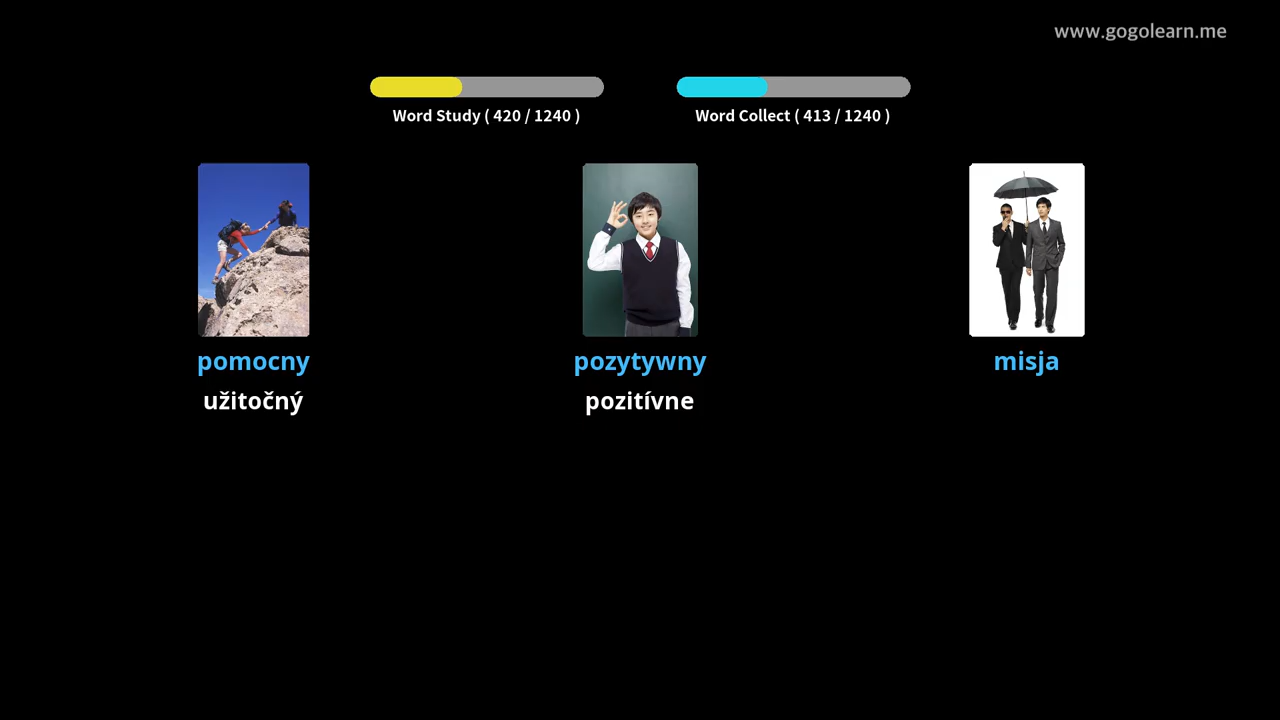 www.gogolearn.me
Word Study ( 420 / 1240 )
Word Collect ( 413 / 1240 )
pomocny
pozytywny
misja
užitočný
pozitívne